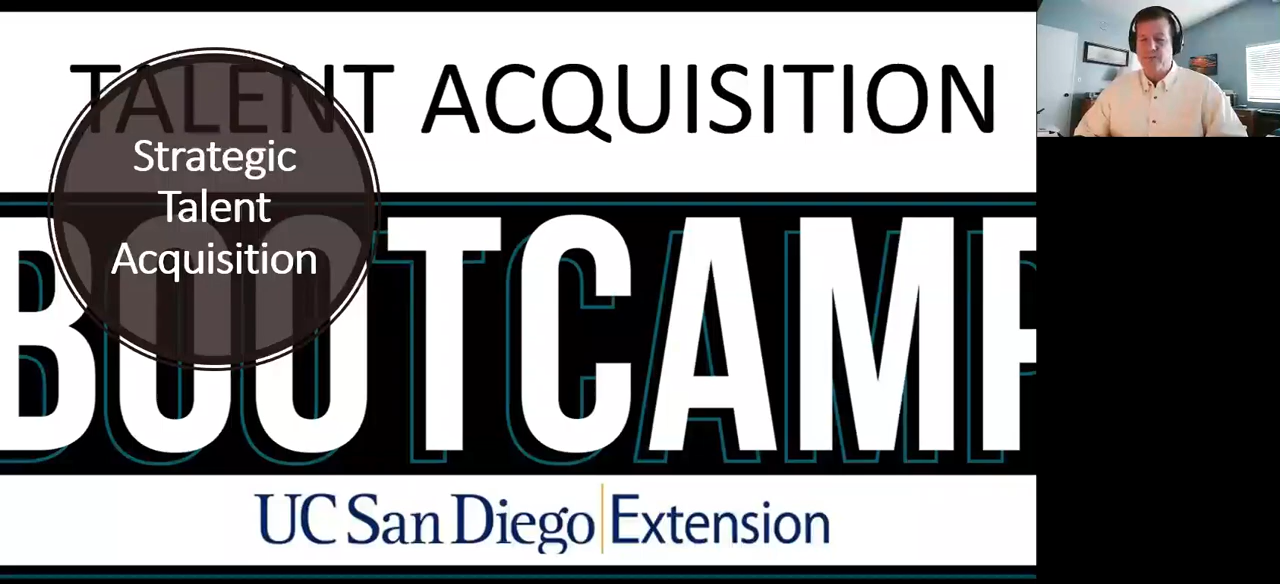 TALENT ACQUISITION
Strategic
Talent
Acquisition
BOOTCAMP
UC San Diego Extension